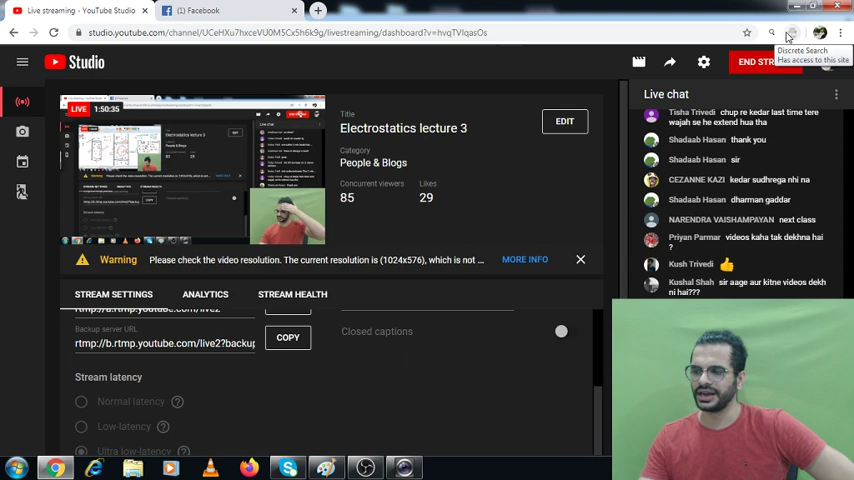 Live streaming - YouTube Studio
(1) Facebook
studio.youtube.com/channel/UCeHXu7hxceVU0M5Cx5h6k9g/livestreaming/dashboard?v=hvqTVlqasOs
Discrete Search
Has access to this site
Studio
END STRE
Live chat
LIVE 1:50:35
Title
Electrostatics lecture 3
EDIT
Category
People & Blogs
Concurrent viewers
Likes
85
29
Warning
Please check the video resolution. The current resolution is (1024x576), which is not ...
MORE INFO
STREAM SETTINGS
ANALYTICS
STREAM HEALTH
rtmp://a.rtmp.youtube.com/live2
Backup server URL
rtmp://b.rtmp.youtube.com/live2?backup
COPY
Closed captions
Stream latency
Normal latency
Low-latency
Ultra low-latency
Tisha Trivedi chup re kedar last time tere
wajah se he extend hua tha
Shadaab Hasan thank you
Shadaab Hasan sir
CEZANNE KAZI kedar sudhrega nhi na
Shadaab Hasan dharman gaddar
NARENDRA VAISHAMPAYAN next class
Priyan Parmar videos kaha tak dekhna hai
?
Kush Trivedi 👍
Kushal Shah sir aage aur kitne videos dekh
ni hai???